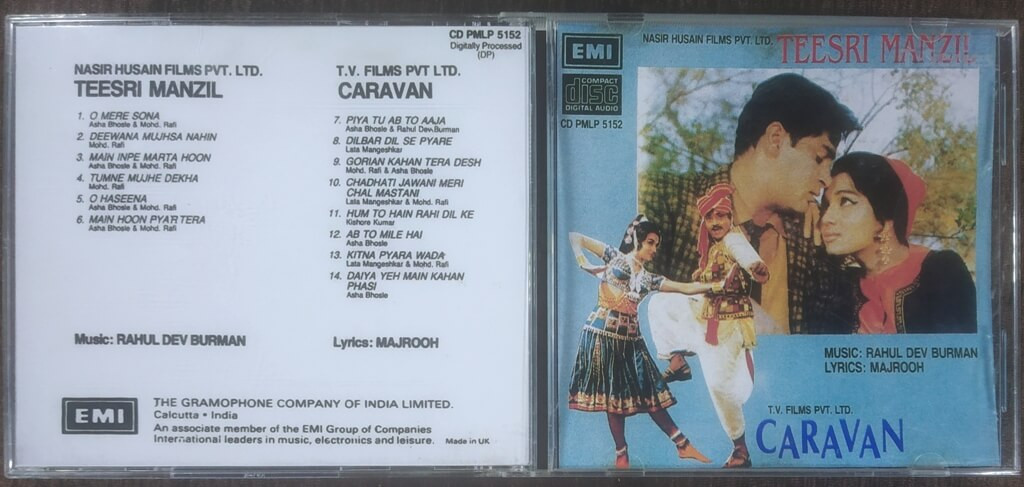 CD PMLP 5152
Digitally Processed
(DP)
NASIR HUSAIN FILMS PVT. LTD.
TEESRI MANZIL
1. O MERE SONA
Asha Bhosle & Mohd. Rafi
2. DEEWANA MUJHSA NAHIN
Mohd. Rafi
3. MAIN INPE MARTA HOON
Asha Bhosle & Mohd. Rafi
4. TUMNE MUJHE DEKHA
Mohd. Rafi
5. O HASEENA
Asha Bhosle & Mohd. Rafi
6. MAIN HOON PYAR TERA
Asha Bhosle & Mohd. Rafi
T.V. FILMS PVT LTD.
CARAVAN
7. PIYA TU AB TO AAJA
Asha Bhosle & Rahul Dev Burman
8. DILBAR DIL SE PYARE
Lata Mangeshkar
9. GORIAN KAHAN TERA DESH
Mohd. Rafi & Asha Bhosle
10. CHADHATI JAWANI MERI
CHAL MASTANI
Lata Mangeshkar & Mohd. Rafi
11. HUM TO HAIN RAHI DIL KE
Kishore Kumar
12. AB TO MILE HAI
Asha Bhosle
13. KITNA PYARA WADA
Lata Mangeshkar & Mohd. Rafi
14. DAIYA YEH MAIN KAHAN
PHASI
Asha Bhosle
Music: RAHUL DEV BURMAN
Lyrics: MAJROOH
EMI
THE GRAMOPHONE COMPANY OF INDIA LIMITED.
Calcutta • India
An associate member of the EMI Group of Companies
International leaders in music, electronics and leisure.
Made in UK
EMI
COMPACT
disc
DIGITAL AUDIO
CD PMLP 5152
NASIR HUSAIN FILMS PVT. LTD.
TEESRI MANZIL
MUSIC: RAHUL DEV BURMAN
LYRICS: MAJROOH
T.V. FILMS PVT. LTD.
CARAVAN